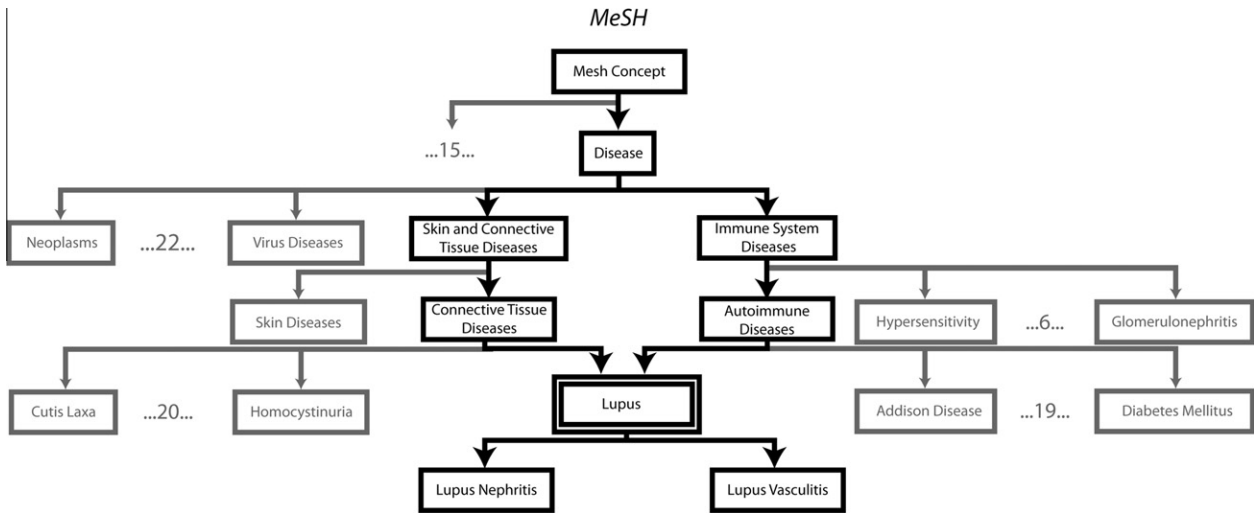 MeSH
Mesh Concept
...15...
Disease
Neoplasms
...22...
Virus Diseases
Skin and Connective
Tissue Diseases
Immune System
Diseases
Skin Diseases
Connective Tissue
Diseases
Autoimmune
Diseases
Hypersensitivity
...6...
Glomerulonephritis
Cutis Laxa
...20...
Homocystinuria
Lupus
Addison Disease
...19...
Diabetes Mellitus
Lupus Nephritis
Lupus Vasculitis